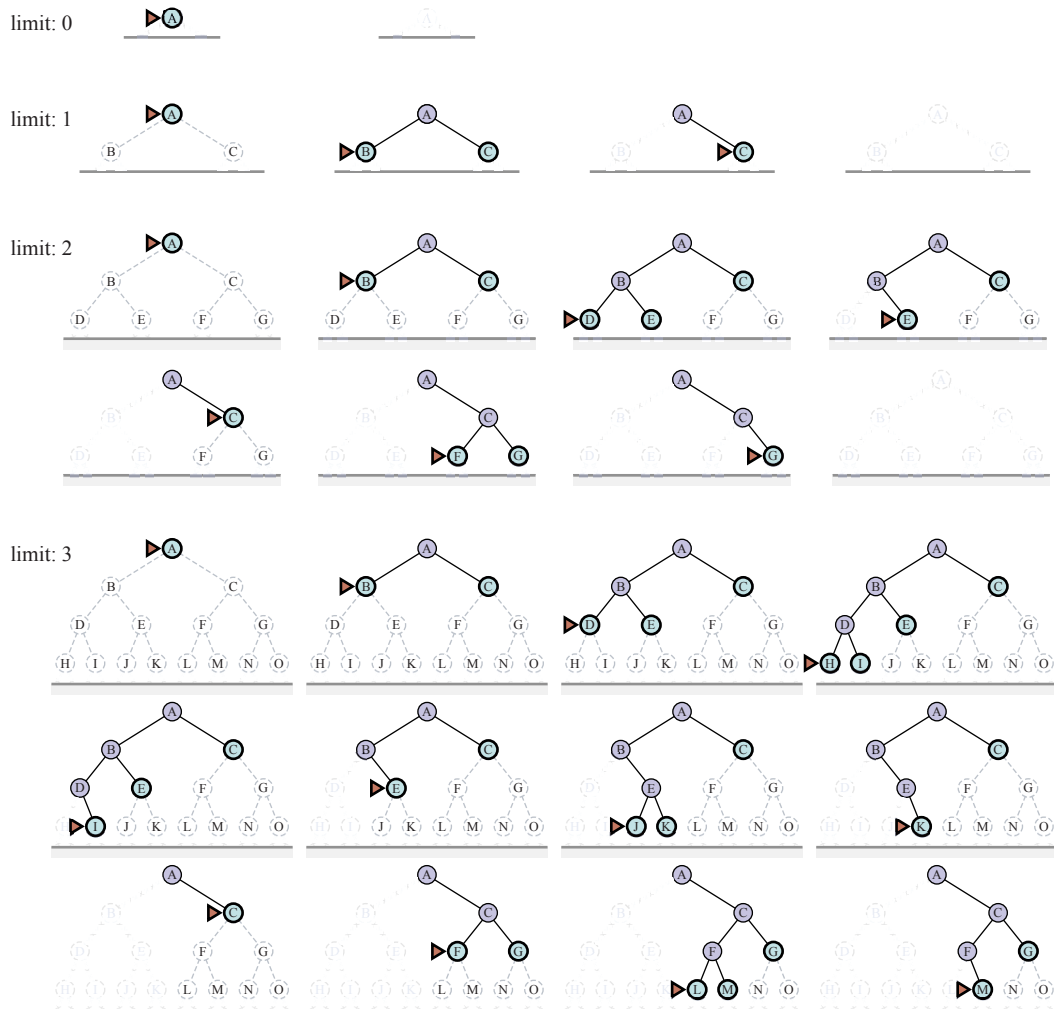 limit: 0 A A
limit: 1 A A A A
B C B C B C B C
limit: 2 A A A A
B C B C B C B C
D E F G D E F G D E F G D E F G
A A A A
B C B C B C B C
D E F G D E F G D E F G D E F G
limit: 3 A A A A
B C B C B C B C
D E F G D E F G D E F G D E F G
H I J K L M N O H I J K L M N O H I J K L M N O H I J K L M N O
A A A A
B C B C B C B C
D E F G D E F G D E F G D E F G
I J K L M N O H I J K L M N O H I J K L M N O H I J K L M N O
A A A A
B C B C B C B C
D E F G D E F G D E F G D E F G
H I J K L M N O H I J K L M N O H I J L M N O H I J K M N O